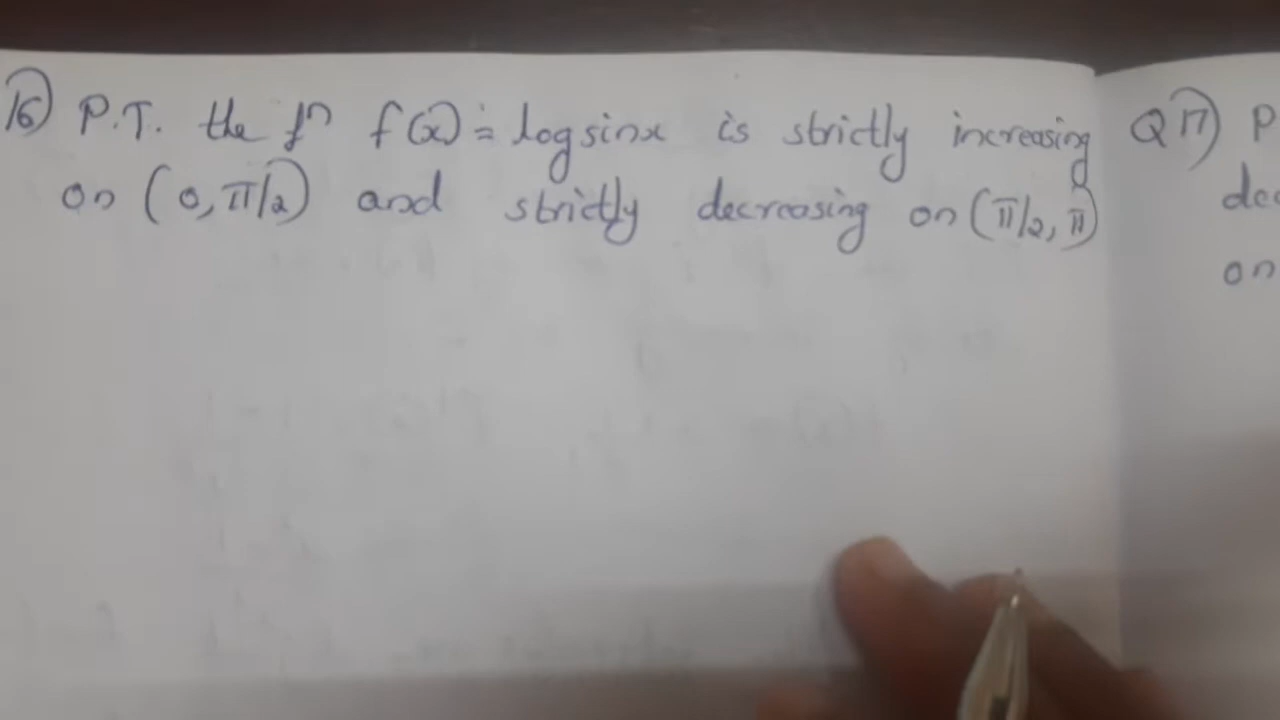 16) P.T. the fⁿ f(x) = log sinx is strictly increasing
on (0, π/2) and strictly decreasing on (π/2, π)
Q17) P
dec
on